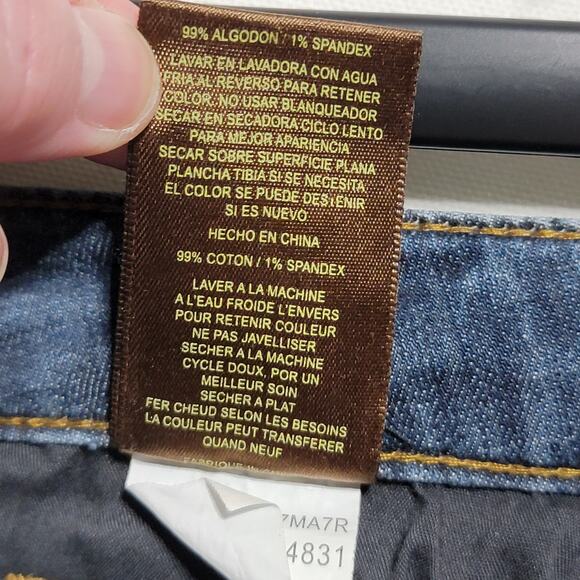 99% ALGODON / 1% SPANDEX
LAVAR EN LAVADORA CON AGUA
FRIA AL REVERSO PARA RETENER
COLOR. NO USAR BLANQUEADOR
SECAR EN SECADORA CICLO LENTO
PARA MEJOR APARIENCIA
SECAR SOBRE SUPERFICIE PLANA
PLANCHA TIBIA SI SE NECESITA
EL COLOR SE PUEDE DESTENIR
SI ES NUEVO
HECHO EN CHINA
99% COTON / 1% SPANDEX
LAVER A LA MACHINE
A L'EAU FROIDE L'ENVERS
POUR RETENIR COULEUR
NE PAS JAVELLISER
SECHER A LA MACHINE
CYCLE DOUX, POR UN
MEILLEUR SOIN
SECHER A PLAT
FER CHEUD SELON LES BESOINS
LA COULEUR PEUT TRANSFERER
QUAND NEUF
FABRIQUE
7MA7R
4831